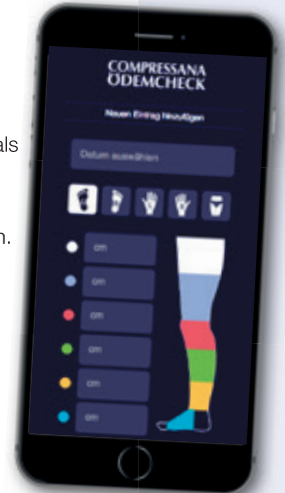 als
n.
COMPRESSANA
ÖDEMCHECK
Neuen Eintrag hinzufügen
Datum auswählen
cm
cm
cm
cm
cm
cm